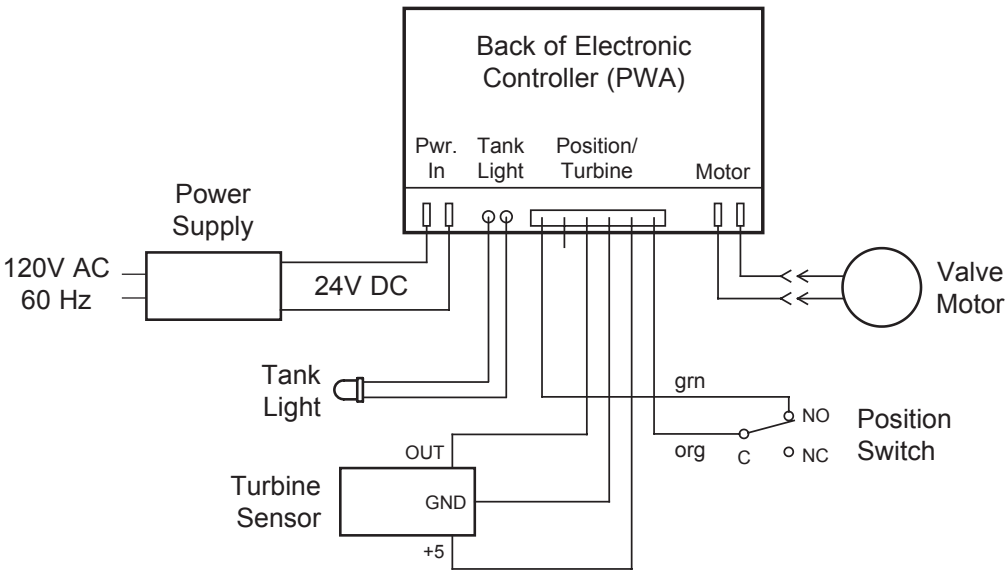 Back of Electronic
Controller (PWA)
Pwr.
In
Tank
Light
Position/
Turbine
Motor
Power
Supply
120V AC
60 Hz
24V DC
Valve
Motor
Tank
Light
grn
NO
org
C
NC
Position
Switch
OUT
GND
+5
Turbine
Sensor